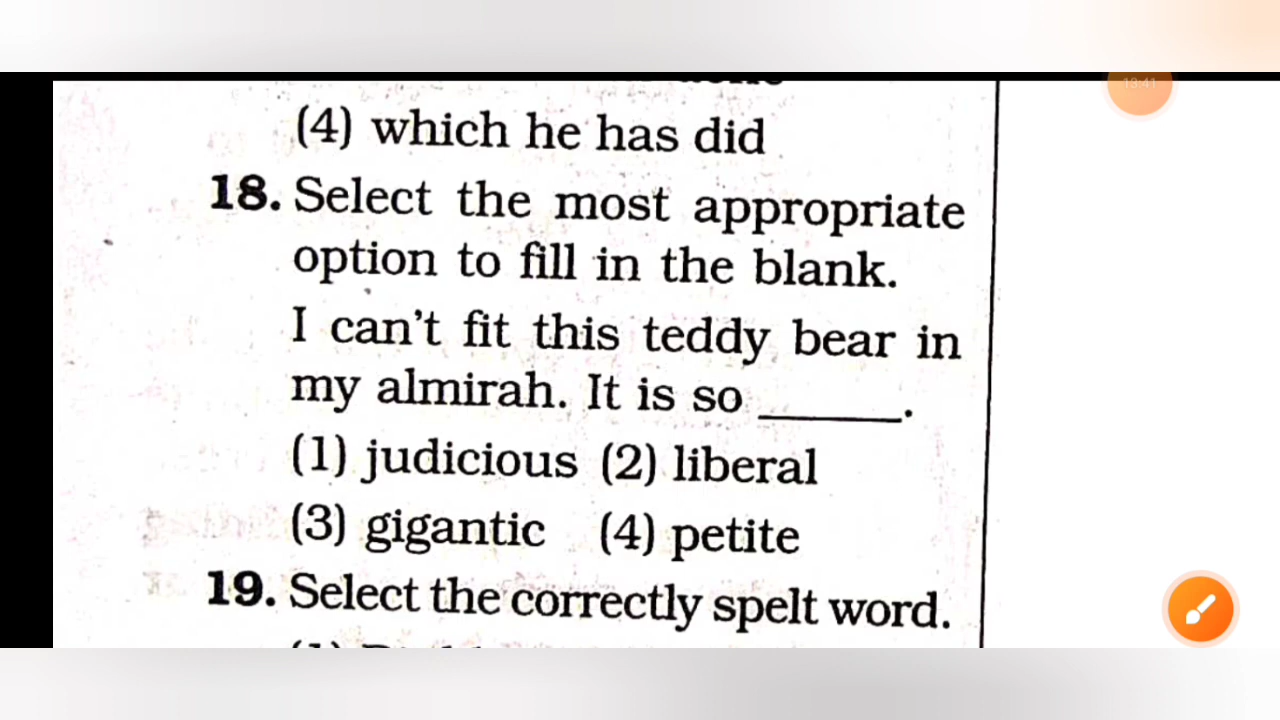 18:41
(4) which he has did
18. Select the most appropriate
option to fill in the blank.
I can't fit this teddy bear in
my almirah. It is so ______.
(1) judicious (2) liberal
(3) gigantic (4) petite
19. Select the correctly spelt word.